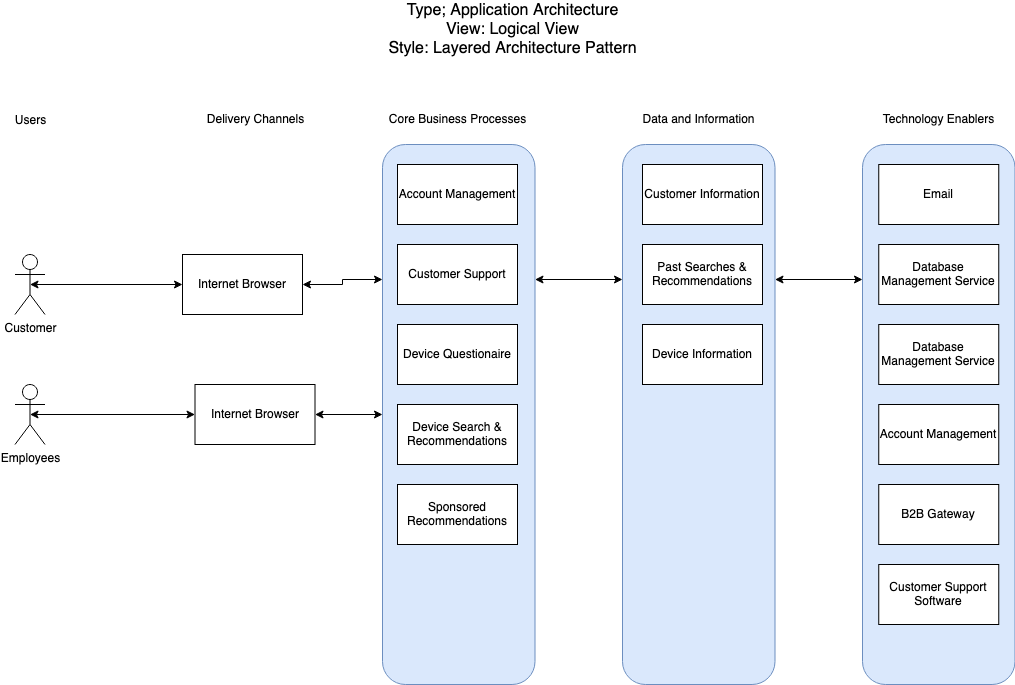 Type; Application Architecture
View: Logical View
Style: Layered Architecture Pattern
Users
Delivery Channels
Core Business Processes
Data and Information
Technology Enablers
Account Management
Customer Support
Device Questionaire
Device Search &
Recommendations
Sponsored
Recommendations
Customer Information
Past Searches &
Recommendations
Device Information
Email
Database
Management Service
Database
Management Service
Account Management
B2B Gateway
Customer Support
Software
Internet Browser
Customer
Internet Browser
Employees